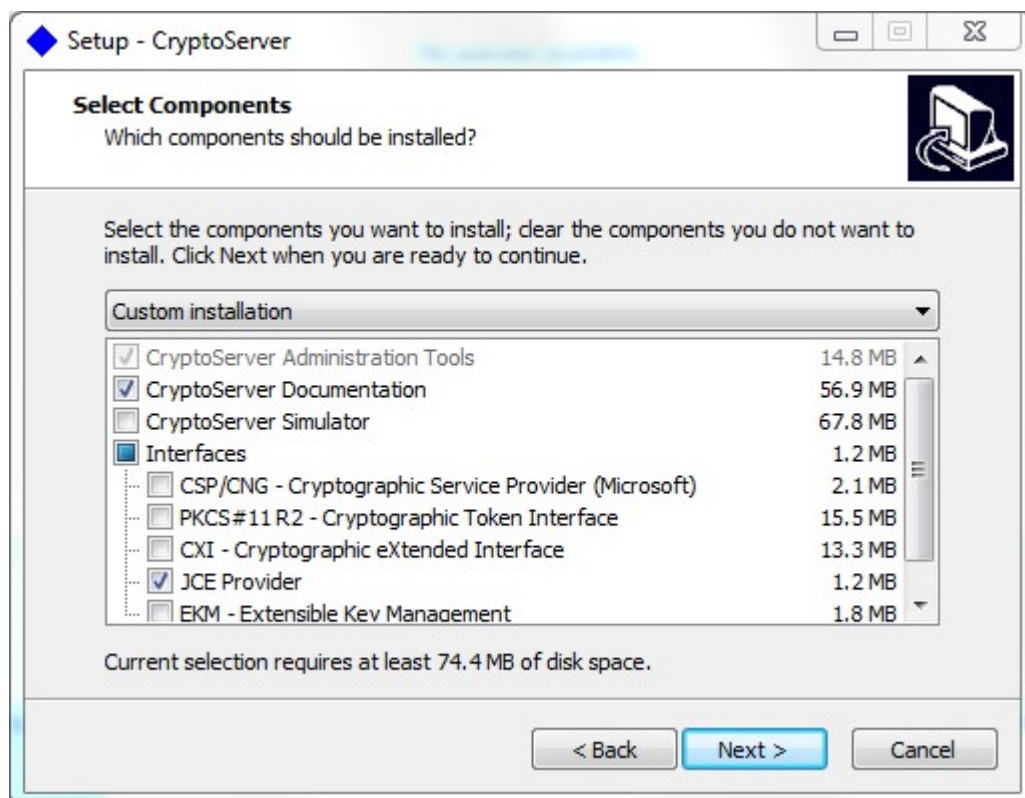 Setup - CryptoServer
Select Components
Which components should be installed?
Select the components you want to install; clear the components you do not want to
install. Click Next when you are ready to continue.
Custom installation
CryptoServer Administration Tools 14.8 MB
CryptoServer Documentation 56.9 MB
CryptoServer Simulator 67.8 MB
Interfaces 1.2 MB
CSP/CNG - Cryptographic Service Provider (Microsoft) 2.1 MB
PKCS#11 R2 - Cryptographic Token Interface 15.5 MB
CXI - Cryptographic eXtended Interface 13.3 MB
JCE Provider 1.2 MB
EKM - Extensible Key Management 1.8 MB
Current selection requires at least 74.4 MB of disk space.
< Back Next > Cancel